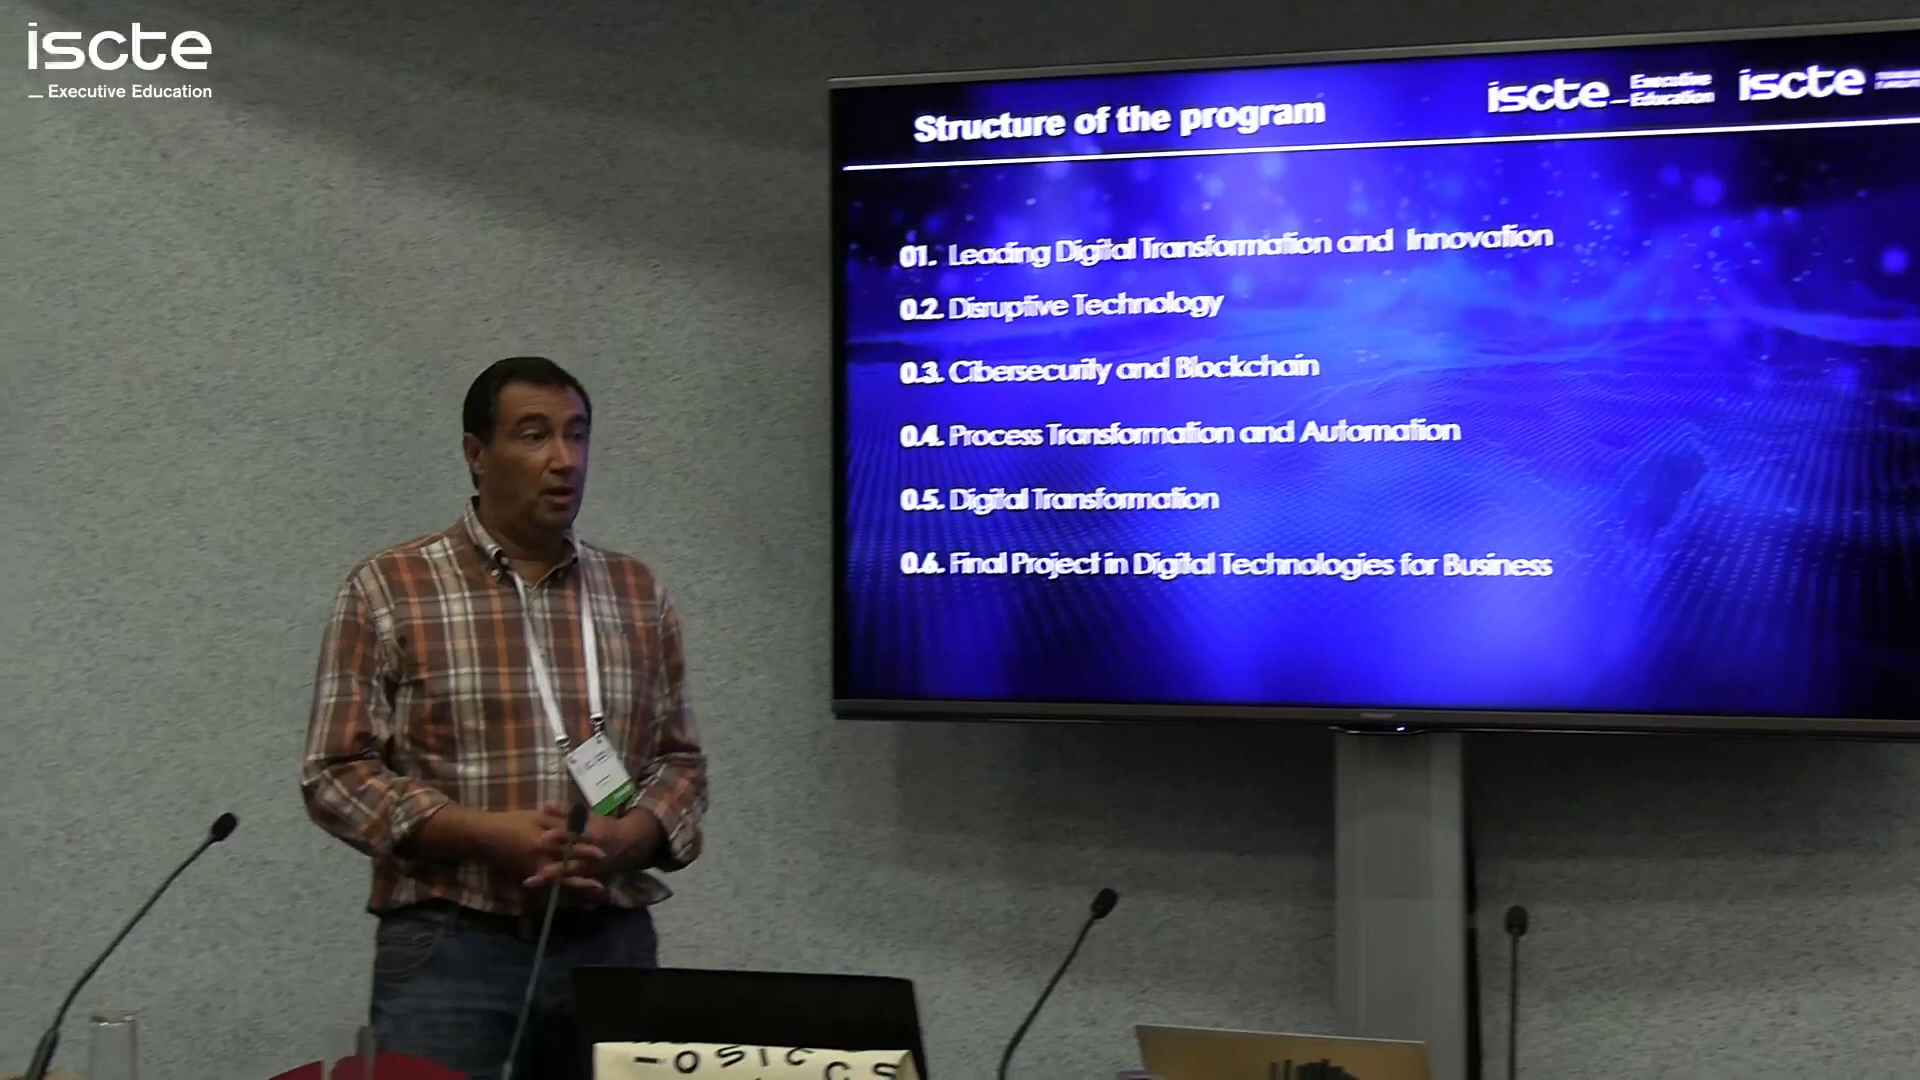 iscte
Executive Education
Structure of the program
iscte
Executive
Education
iscte
01. Leading Digital Transformation and Innovation
0.2. Disruptive Technology
0.3. Cibersecurity and Blockchain
0.4. Process Transformation and Automation
0.5. Digital Transformation
0.6. Final Project in Digital Technologies for Business